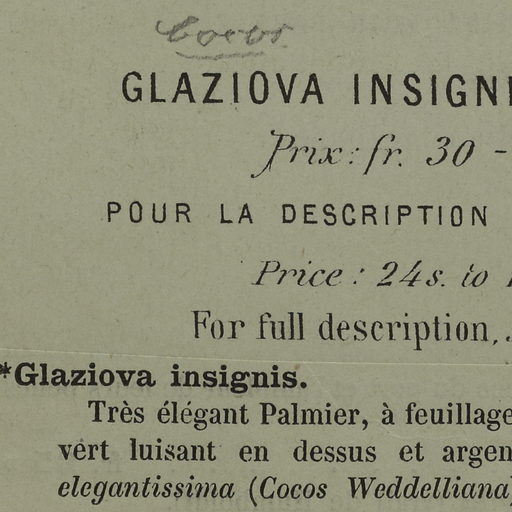 Cocos
GLAZIOVA INSIGNI
Prix: fr. 30 -
POUR LA DESCRIPTION
Price: 24s. to
For full description,
*Glaziova insignis.
Très élégant Palmier, à feuillage
vert luisant en dessus et argen
elegantissima (Cocos Weddelliana)